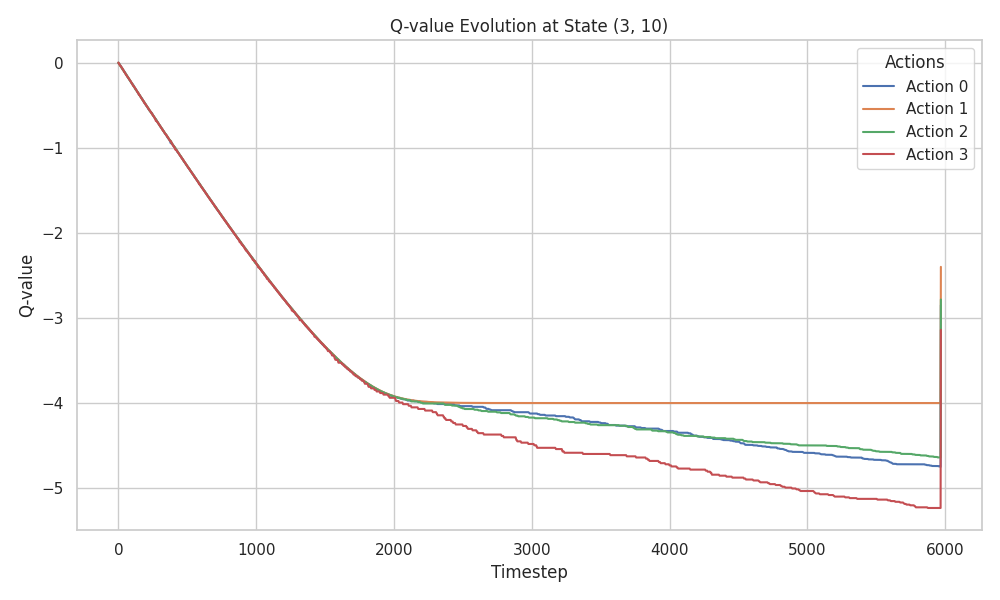 Q-value Evolution at State (3, 10)
Actions
Action 0
Action 1
Action 2
Action 3
Q-value
0
−1
−2
−3
−4
−5
0 1000 2000 3000 4000 5000 6000
Timestep